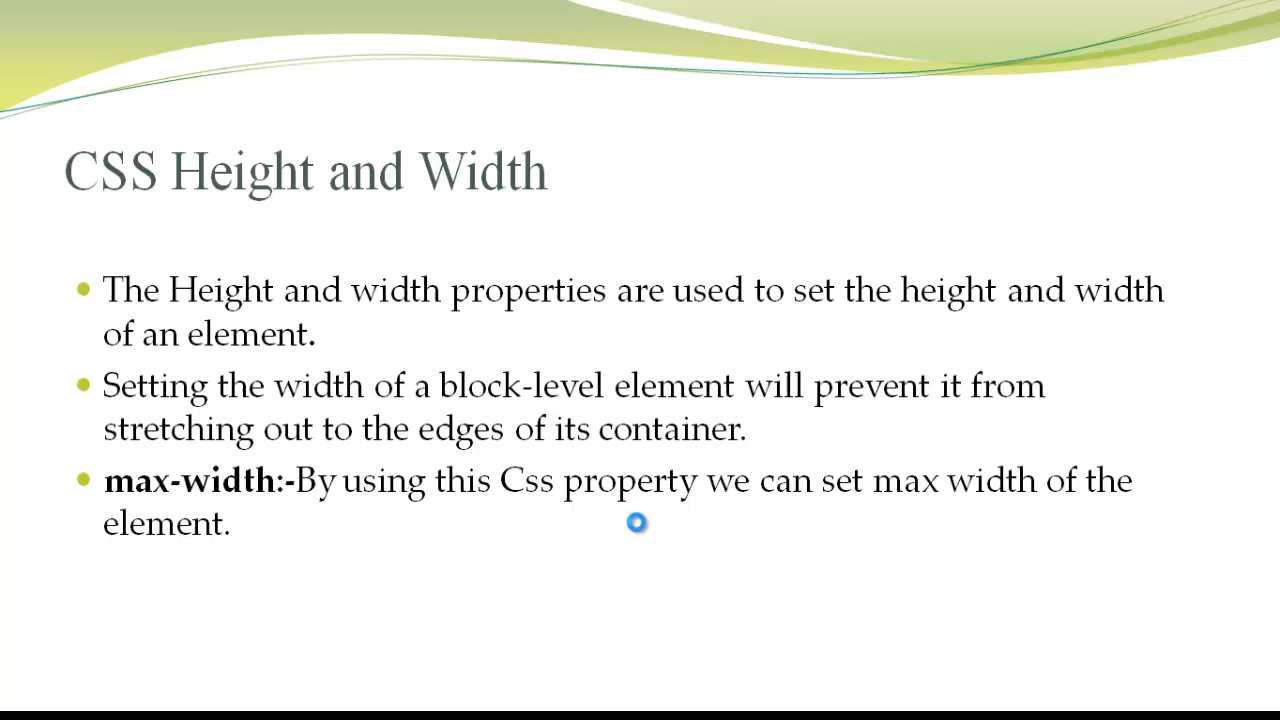 CSS Height and Width
The Height and width properties are used to set the height and width
of an element.
Setting the width of a block-level element will prevent it from
stretching out to the edges of its container.
max-width:-By using this Css property we can set max width of the
element.